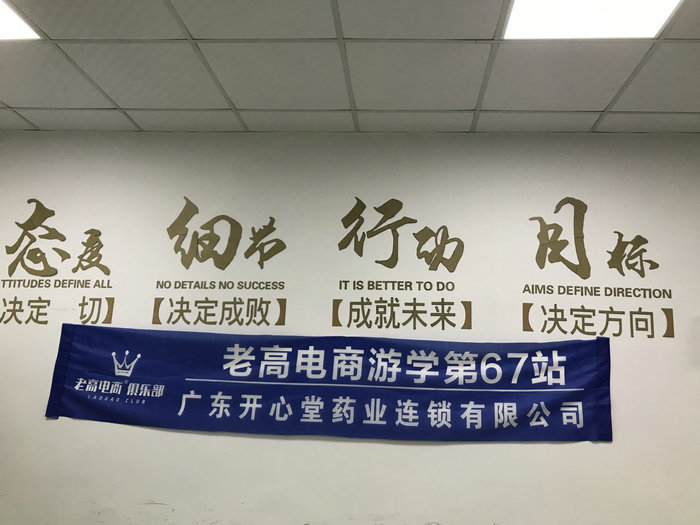 态度
TTITUDES DEFINE ALL
决定一切】
细节
NO DETAILS NO SUCCESS
【决定成败】
行动
IT IS BETTER TO DO
【成就未来】
目标
AIMS DEFINE DIRECTION
【决定方向】
老高电商®俱乐部
LAOGAO CLUB
老高电商游学第67站
广东开心堂药业连锁有限公司